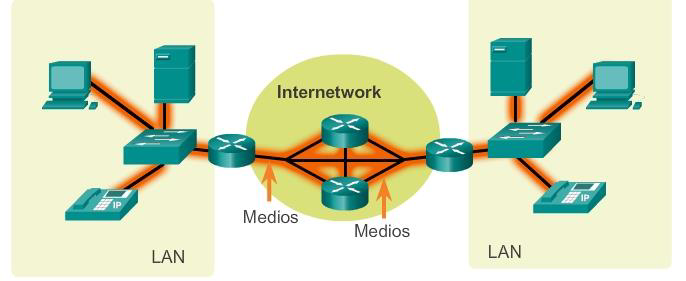 Internetwork
IP
Medios
Medios
IP
LAN
LAN